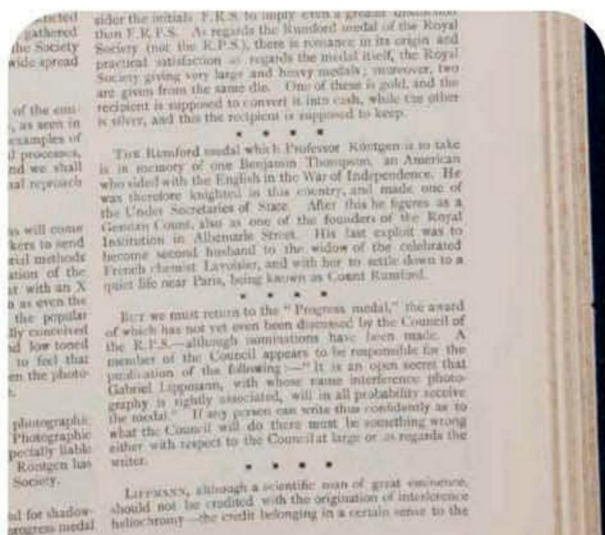 ricted
gathered
the Society
wide spread
of the em-
, as seen in
examples of
d processes,
nd we shall
nal reproach
ns will come
kers to send
rial methods
ation of the
at with an X
n as even the
the popular
lly conceived
nd low toned
to feel that
en the photo-
photographic
Photographic
pecially liable
Röntgen has
Society.
ed for shadow-
progress medal
sider the initials F.R.S. to imply even a greater distinction
than F.R.P.S. As regards the Rumford medal of the Royal
Society (not the R.P.S.), there is romance in its origin and
practical satisfaction as regards the medal itself, the Royal
Society giving very large and heavy medals; moreover, two
are given from the same die. One of these is gold, and the
recipient is supposed to convert it into cash, while the other
is silver, and this the recipient is supposed to keep.
* * * *
THE Rumford medal which Professor Röntgen is to take
is in memory of one Benjamin Thompson, an American
who sided with the English in the War of Independence. He
was therefore knighted in this country, and made one of
the Under Secretaries of State. After this he figures as a
German Count, also as one of the founders of the Royal
Institution in Albemarle Street. His last exploit was to
become second husband to the widow of the celebrated
French chemist Lavoisier, and with her to settle down to a
quiet life near Paris, being known as Count Rumford.
* * * *
BUT we must return to the "Progress medal," the award
of which has not yet even been discussed by the Council of
the R.P.S.—although nominations have been made. A
member of the Council appears to be responsible for the
publication of the following:—"It is an open secret that
Gabriel Lippmann, with whose name interference photo-
graphy is rightly associated, will in all probability receive
the medal." If any person can write thus confidently as to
what the Council will do there must be something wrong
either with respect to the Council at large or as regards the
writer.
* * * *
LIPPMANN, although a scientific man of great eminence,
should not be credited with the origination of interference
heliochromy—the credit belonging in a certain sense to the